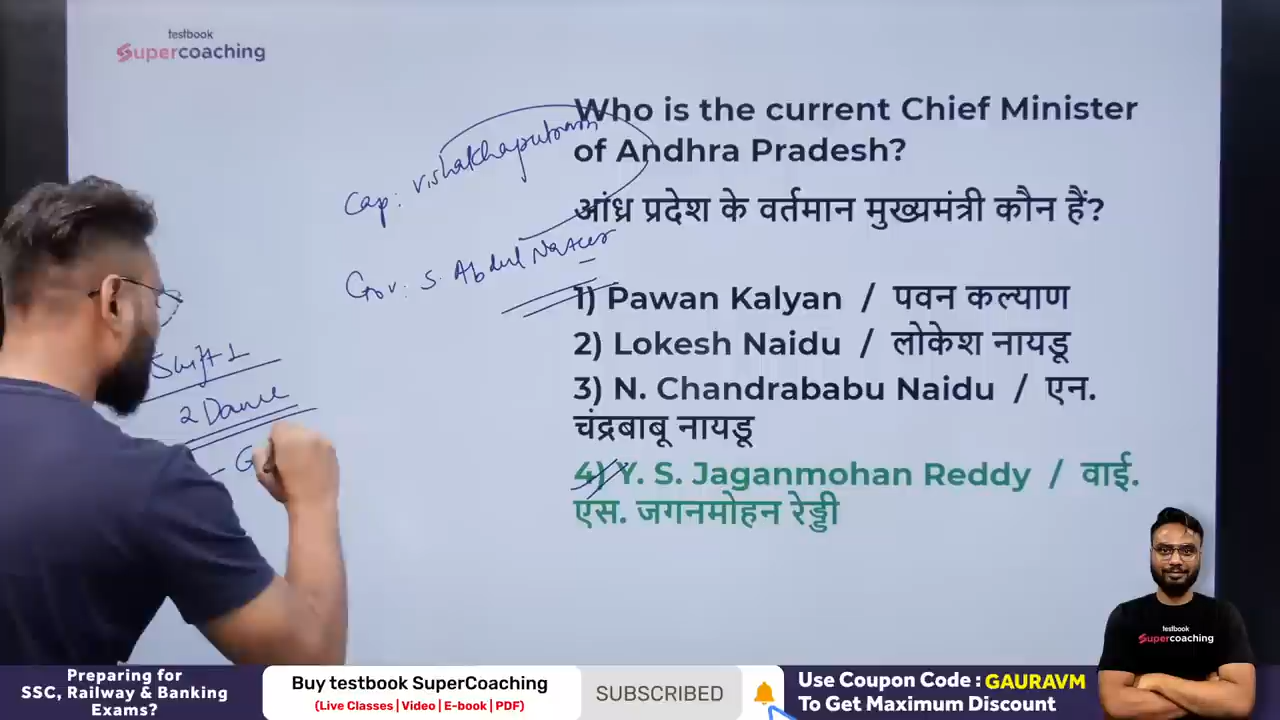 testbook
Supercoaching
Who is the current Chief Minister
of Andhra Pradesh?
आंध्र प्रदेश के वर्तमान मुख्यमंत्री कौन हैं?
Cap: vishakhaputanam
Gov: S. Abdul Nazeer
1) Pawan Kalyan / पवन कल्याण
2) Lokesh Naidu / लोकेश नायडू
3) N. Chandrababu Naidu / एन.
चंद्रबाबू नायडू
4) Y. S. Jaganmohan Reddy / वाई.
एस. जगनमोहन रेड्डी
Shift 1
2 Dance
testbook
Supercoaching
Preparing for
SSC, Railway & Banking
Exams?
Buy testbook SuperCoaching
(Live Classes | Video | E-book | PDF)
SUBSCRIBED
Use Coupon Code : GAURAVM
To Get Maximum Discount